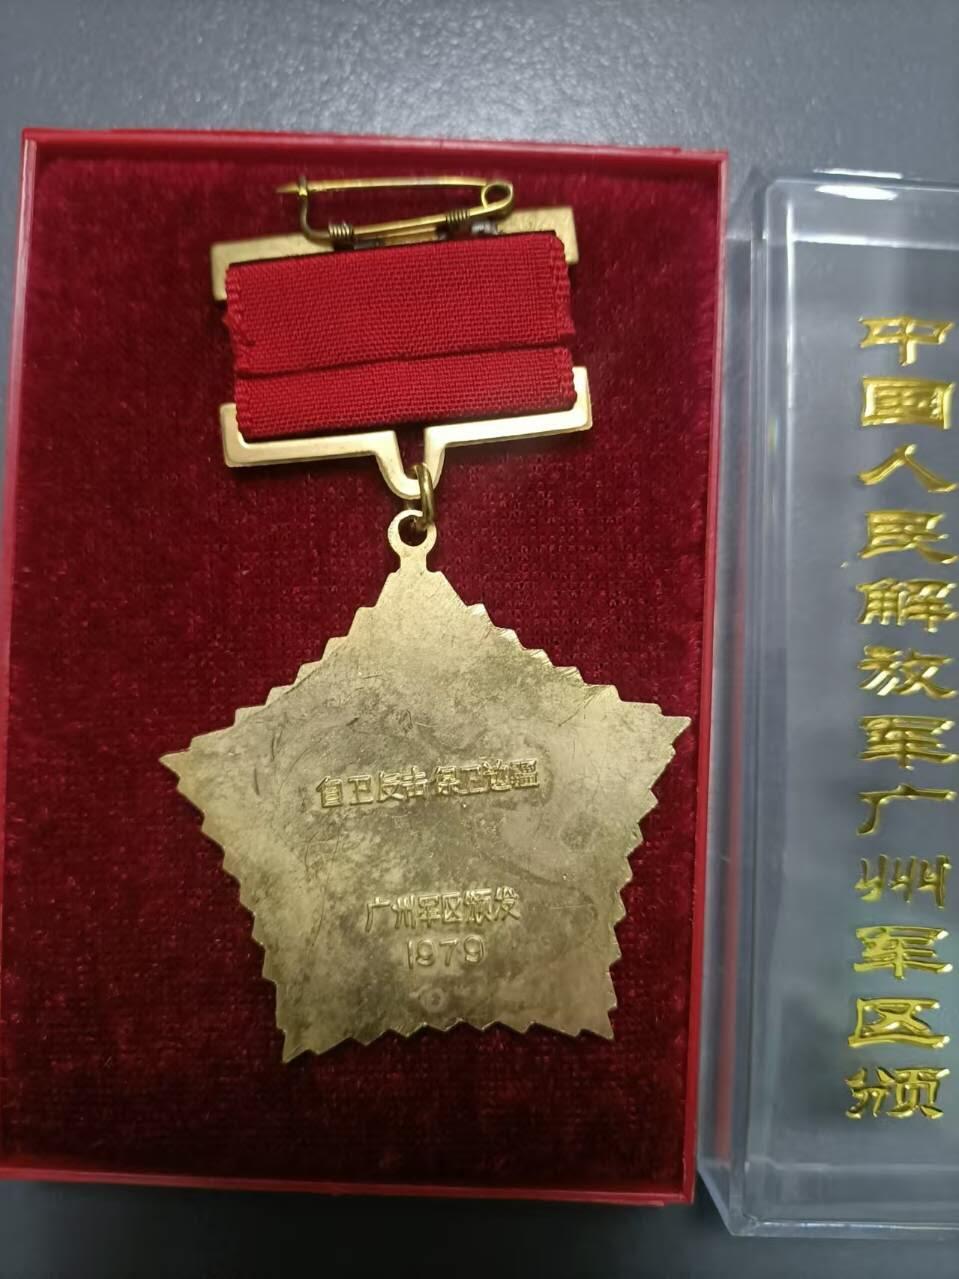 自卫反击 保卫边疆
广州军区颁发
1979
中国人民解放军广州军区颁